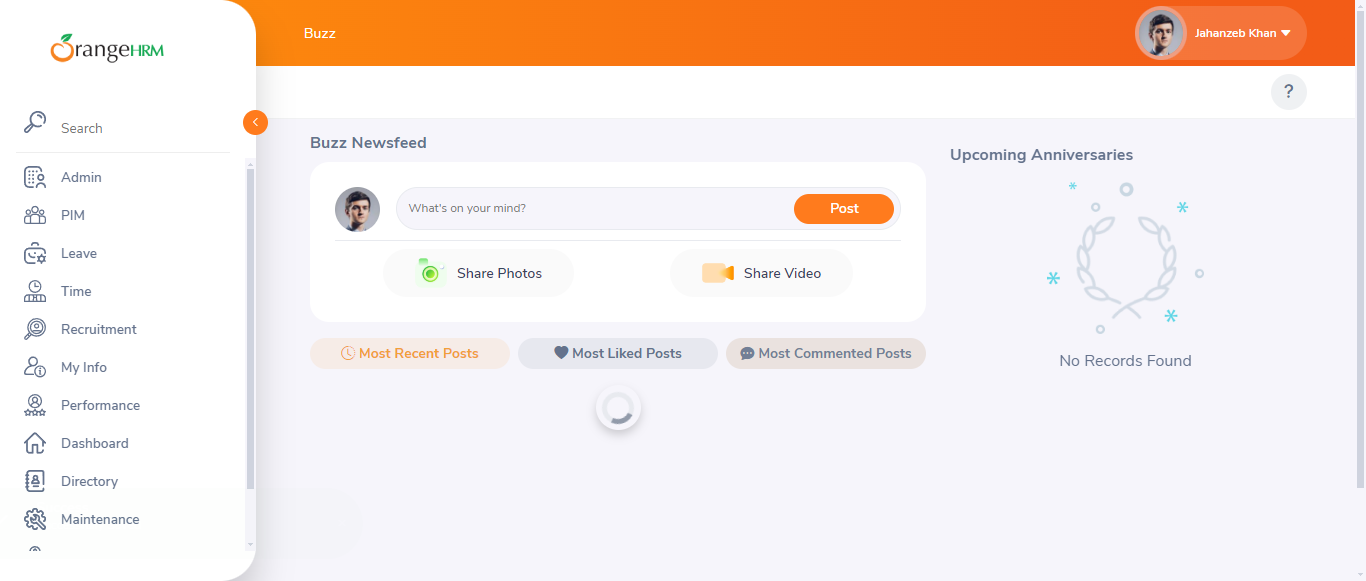 OrangeHRM
Search
Admin
PIM
Leave
Time
Recruitment
My Info
Performance
Dashboard
Directory
Maintenance
Buzz
Jahanzeb Khan
?
Buzz Newsfeed
What's on your mind?
Post
Share Photos
Share Video
Most Recent Posts
Most Liked Posts
Most Commented Posts
Upcoming Anniversaries
No Records Found